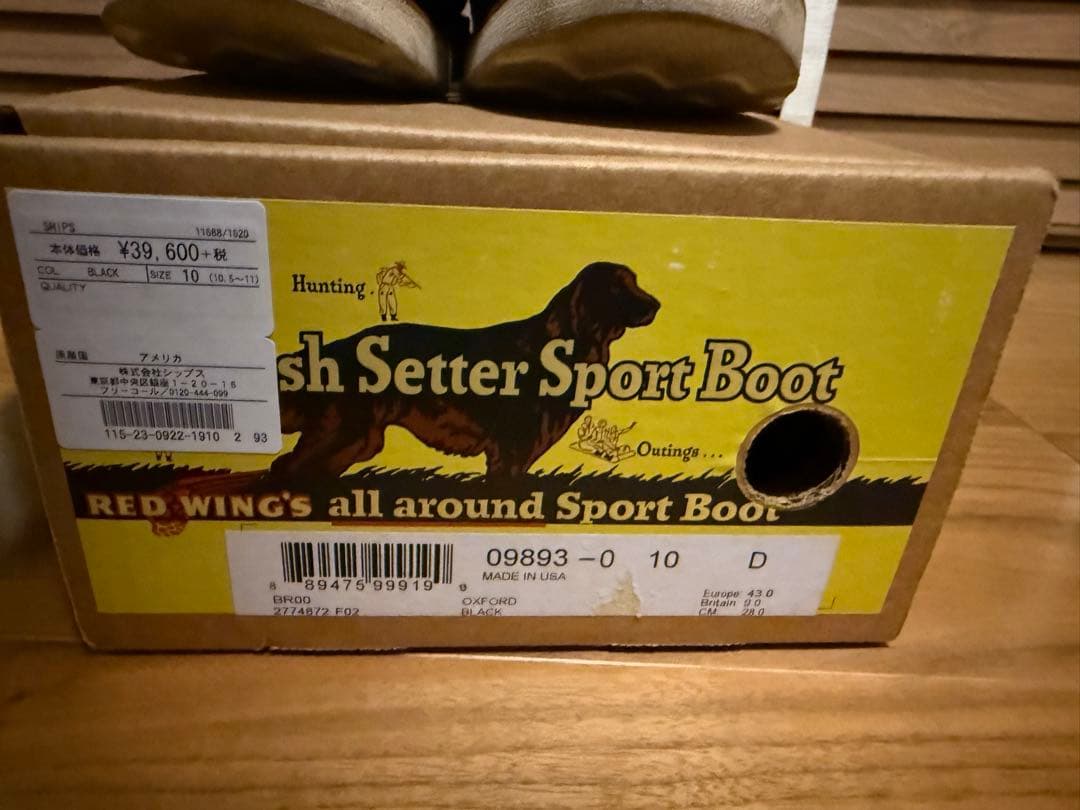 SHIPS 11688/1620
本体価格 ¥39,600+税
COL BLACK SIZE 10 (10.5~11)
QUALITY
原産国 アメリカ
株式会社シップス
東京都中央区銀座1-20-15
フリーコール/0120-444-099
115-23-0922-1910 2 93
Hunting
sh Setter Sport Boot
Outings...
RED WING'S all around Sport Boot
8 89475 99919 9
09893 -0 10 D
MADE IN USA
BR00 OXFORD
2774872 F02 BLACK
Europe 43.0
Britain 9.0
CM 28.0